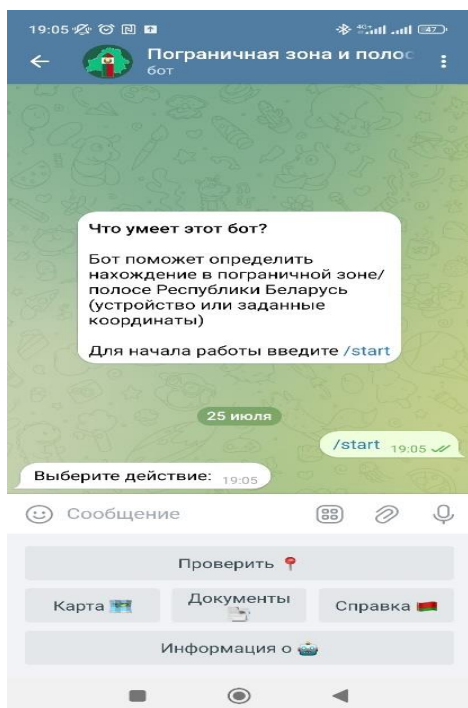 19:05
4G+
47
Пограничная зона и полос
бот
Что умеет этот бот?
Бот поможет определить
нахождение в пограничной зоне/
полосе Республики Беларусь
(устройство или заданные
координаты)
Для начала работы введите /start
25 июля
/start 19:05
Выберите действие: 19:05
Сообщение
Проверить
Карта
Документы
Справка
Информация о